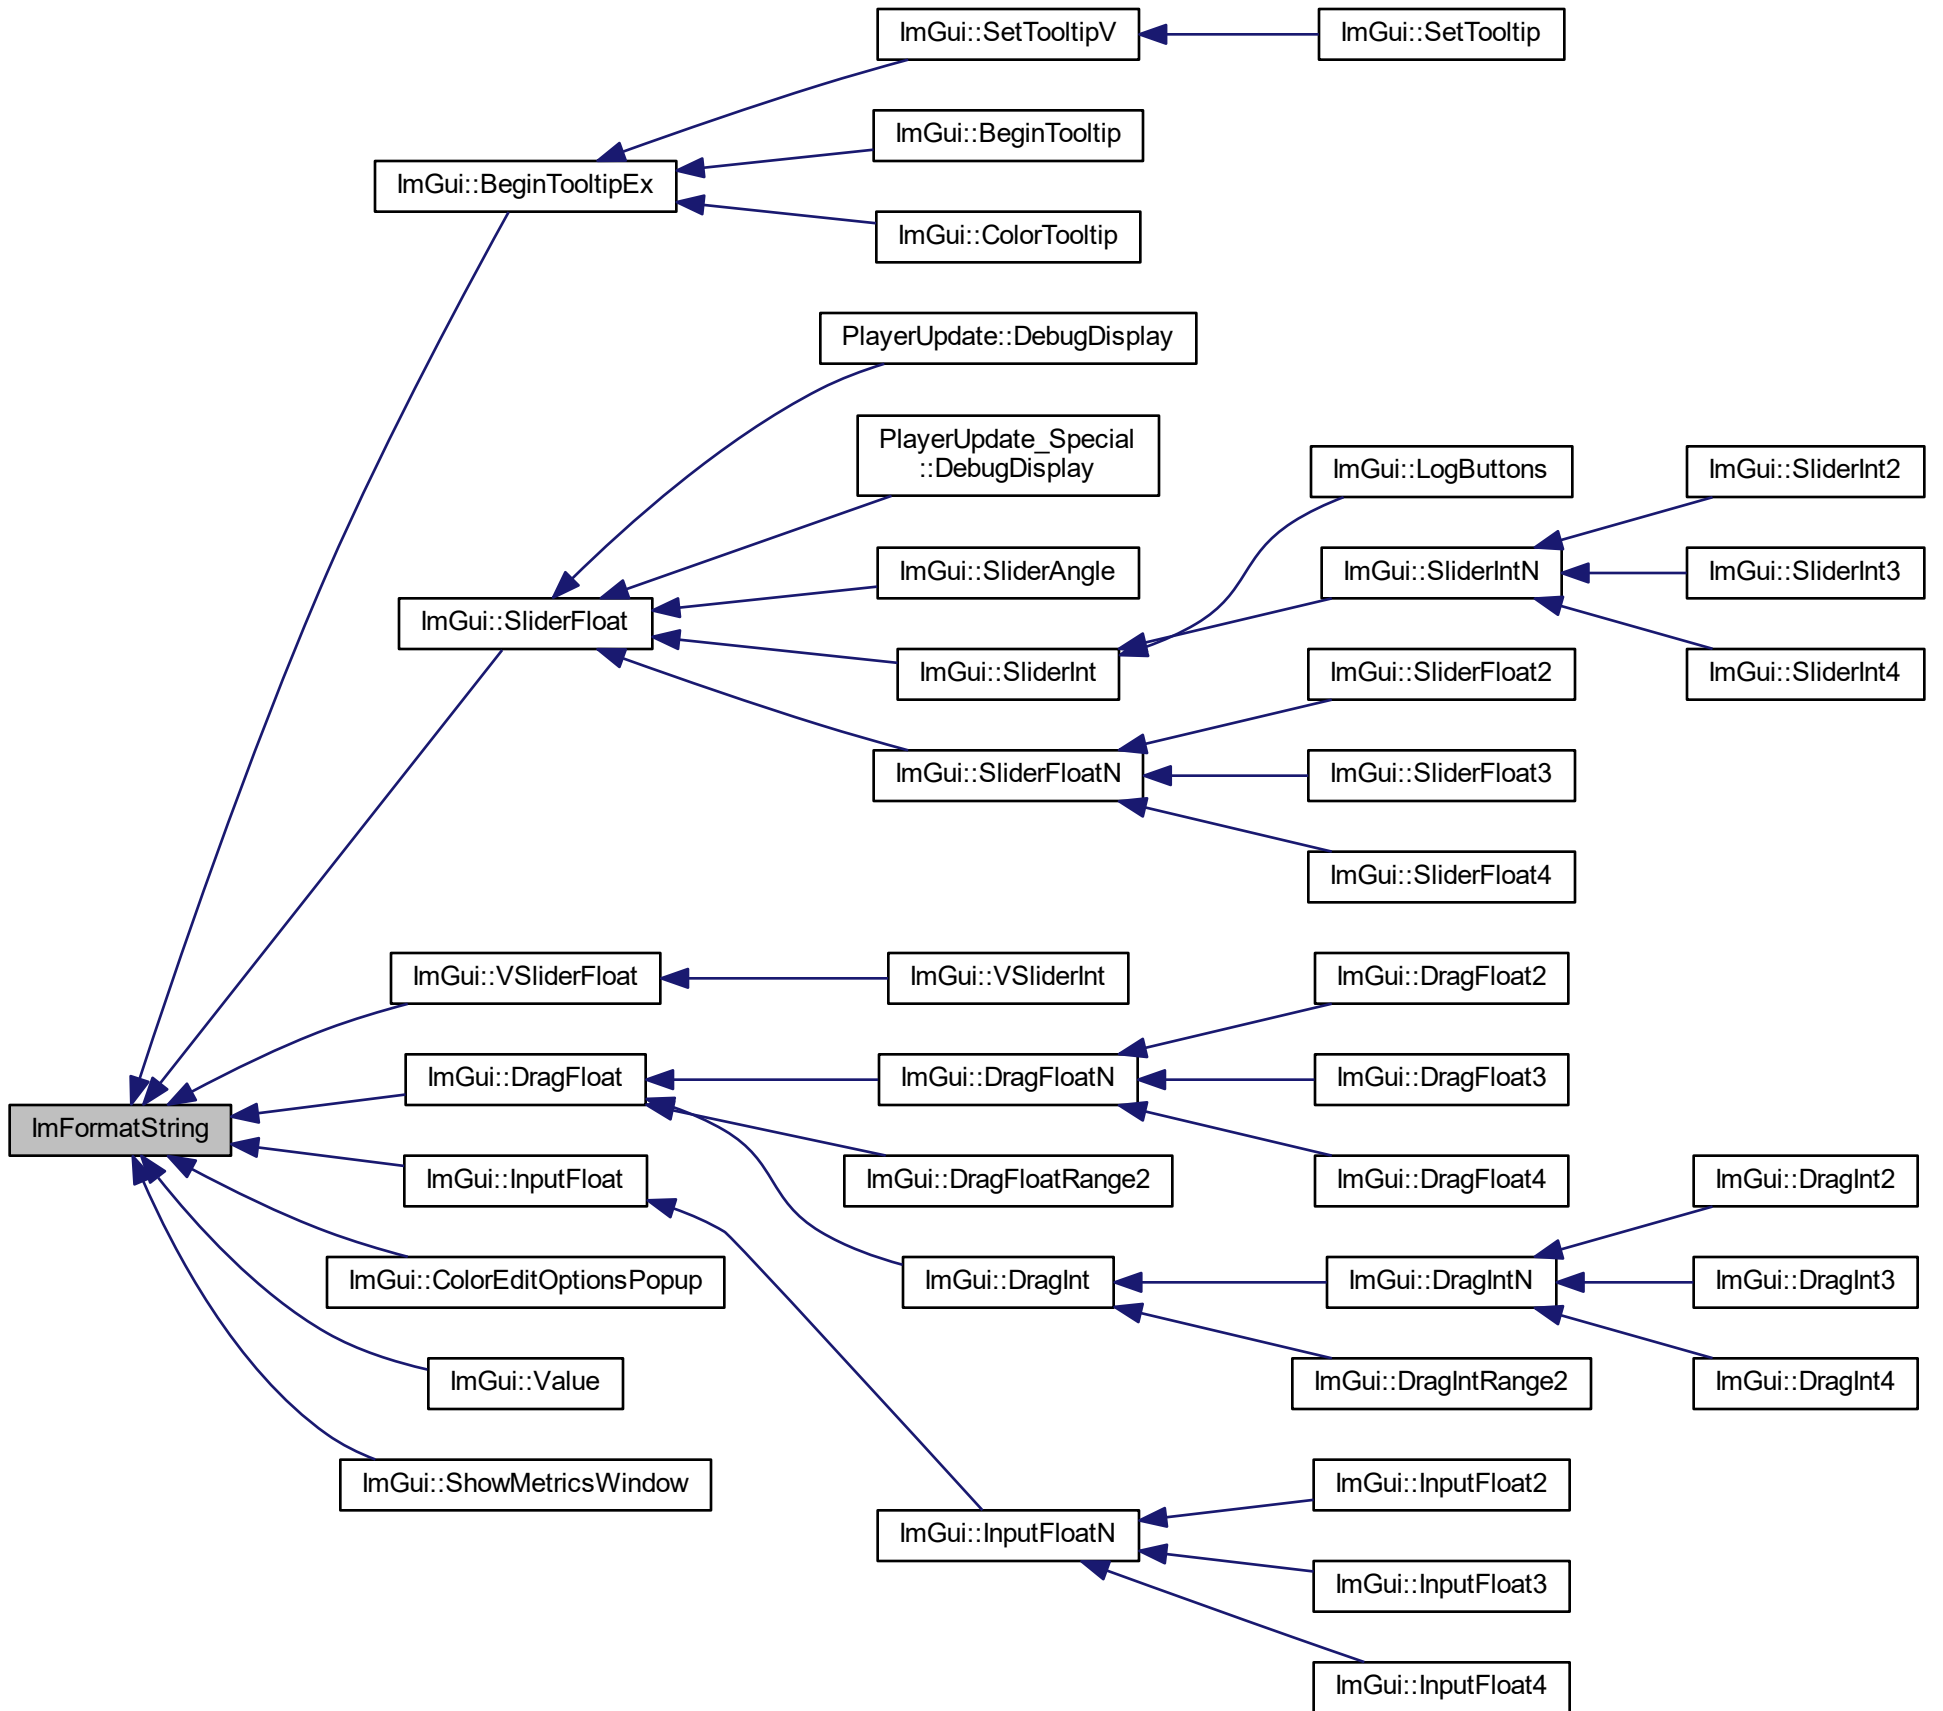 ImGui::SetTooltipV
ImGui::SetTooltip
ImGui::BeginTooltip
ImGui::BeginTooltipEx
ImGui::ColorTooltip
PlayerUpdate::DebugDisplay
PlayerUpdate_Special
::DebugDisplay
ImGui::LogButtons
ImGui::SliderInt2
ImGui::SliderAngle
ImGui::SliderIntN
ImGui::SliderInt3
ImGui::SliderFloat
ImGui::SliderInt
ImGui::SliderFloat2
ImGui::SliderInt4
ImGui::SliderFloatN
ImGui::SliderFloat3
ImGui::SliderFloat4
ImGui::VSliderFloat
ImGui::VSliderInt
ImGui::DragFloat2
ImGui::DragFloat
ImGui::DragFloatN
ImGui::DragFloat3
ImFormatString
ImGui::InputFloat
ImGui::DragFloatRange2
ImGui::DragFloat4
ImGui::DragInt2
ImGui::ColorEditOptionsPopup
ImGui::DragInt
ImGui::DragIntN
ImGui::DragInt3
ImGui::Value
ImGui::DragIntRange2
ImGui::DragInt4
ImGui::ShowMetricsWindow
ImGui::InputFloat2
ImGui::InputFloatN
ImGui::InputFloat3
ImGui::InputFloat4